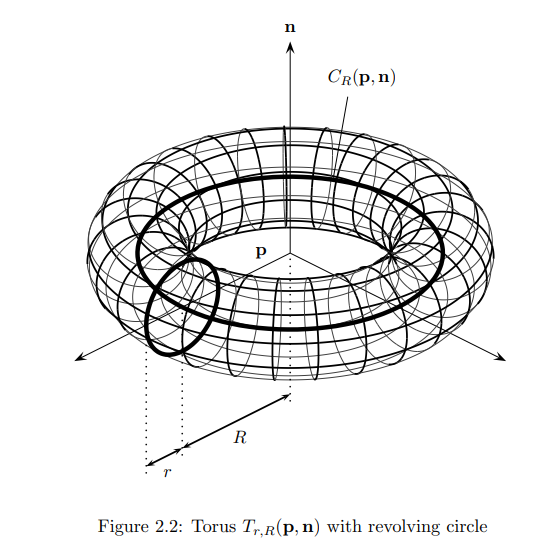 n
C_R(p, n)
p
R
r
Figure 2.2: Torus T_{r,R}(p, n) with revolving circle